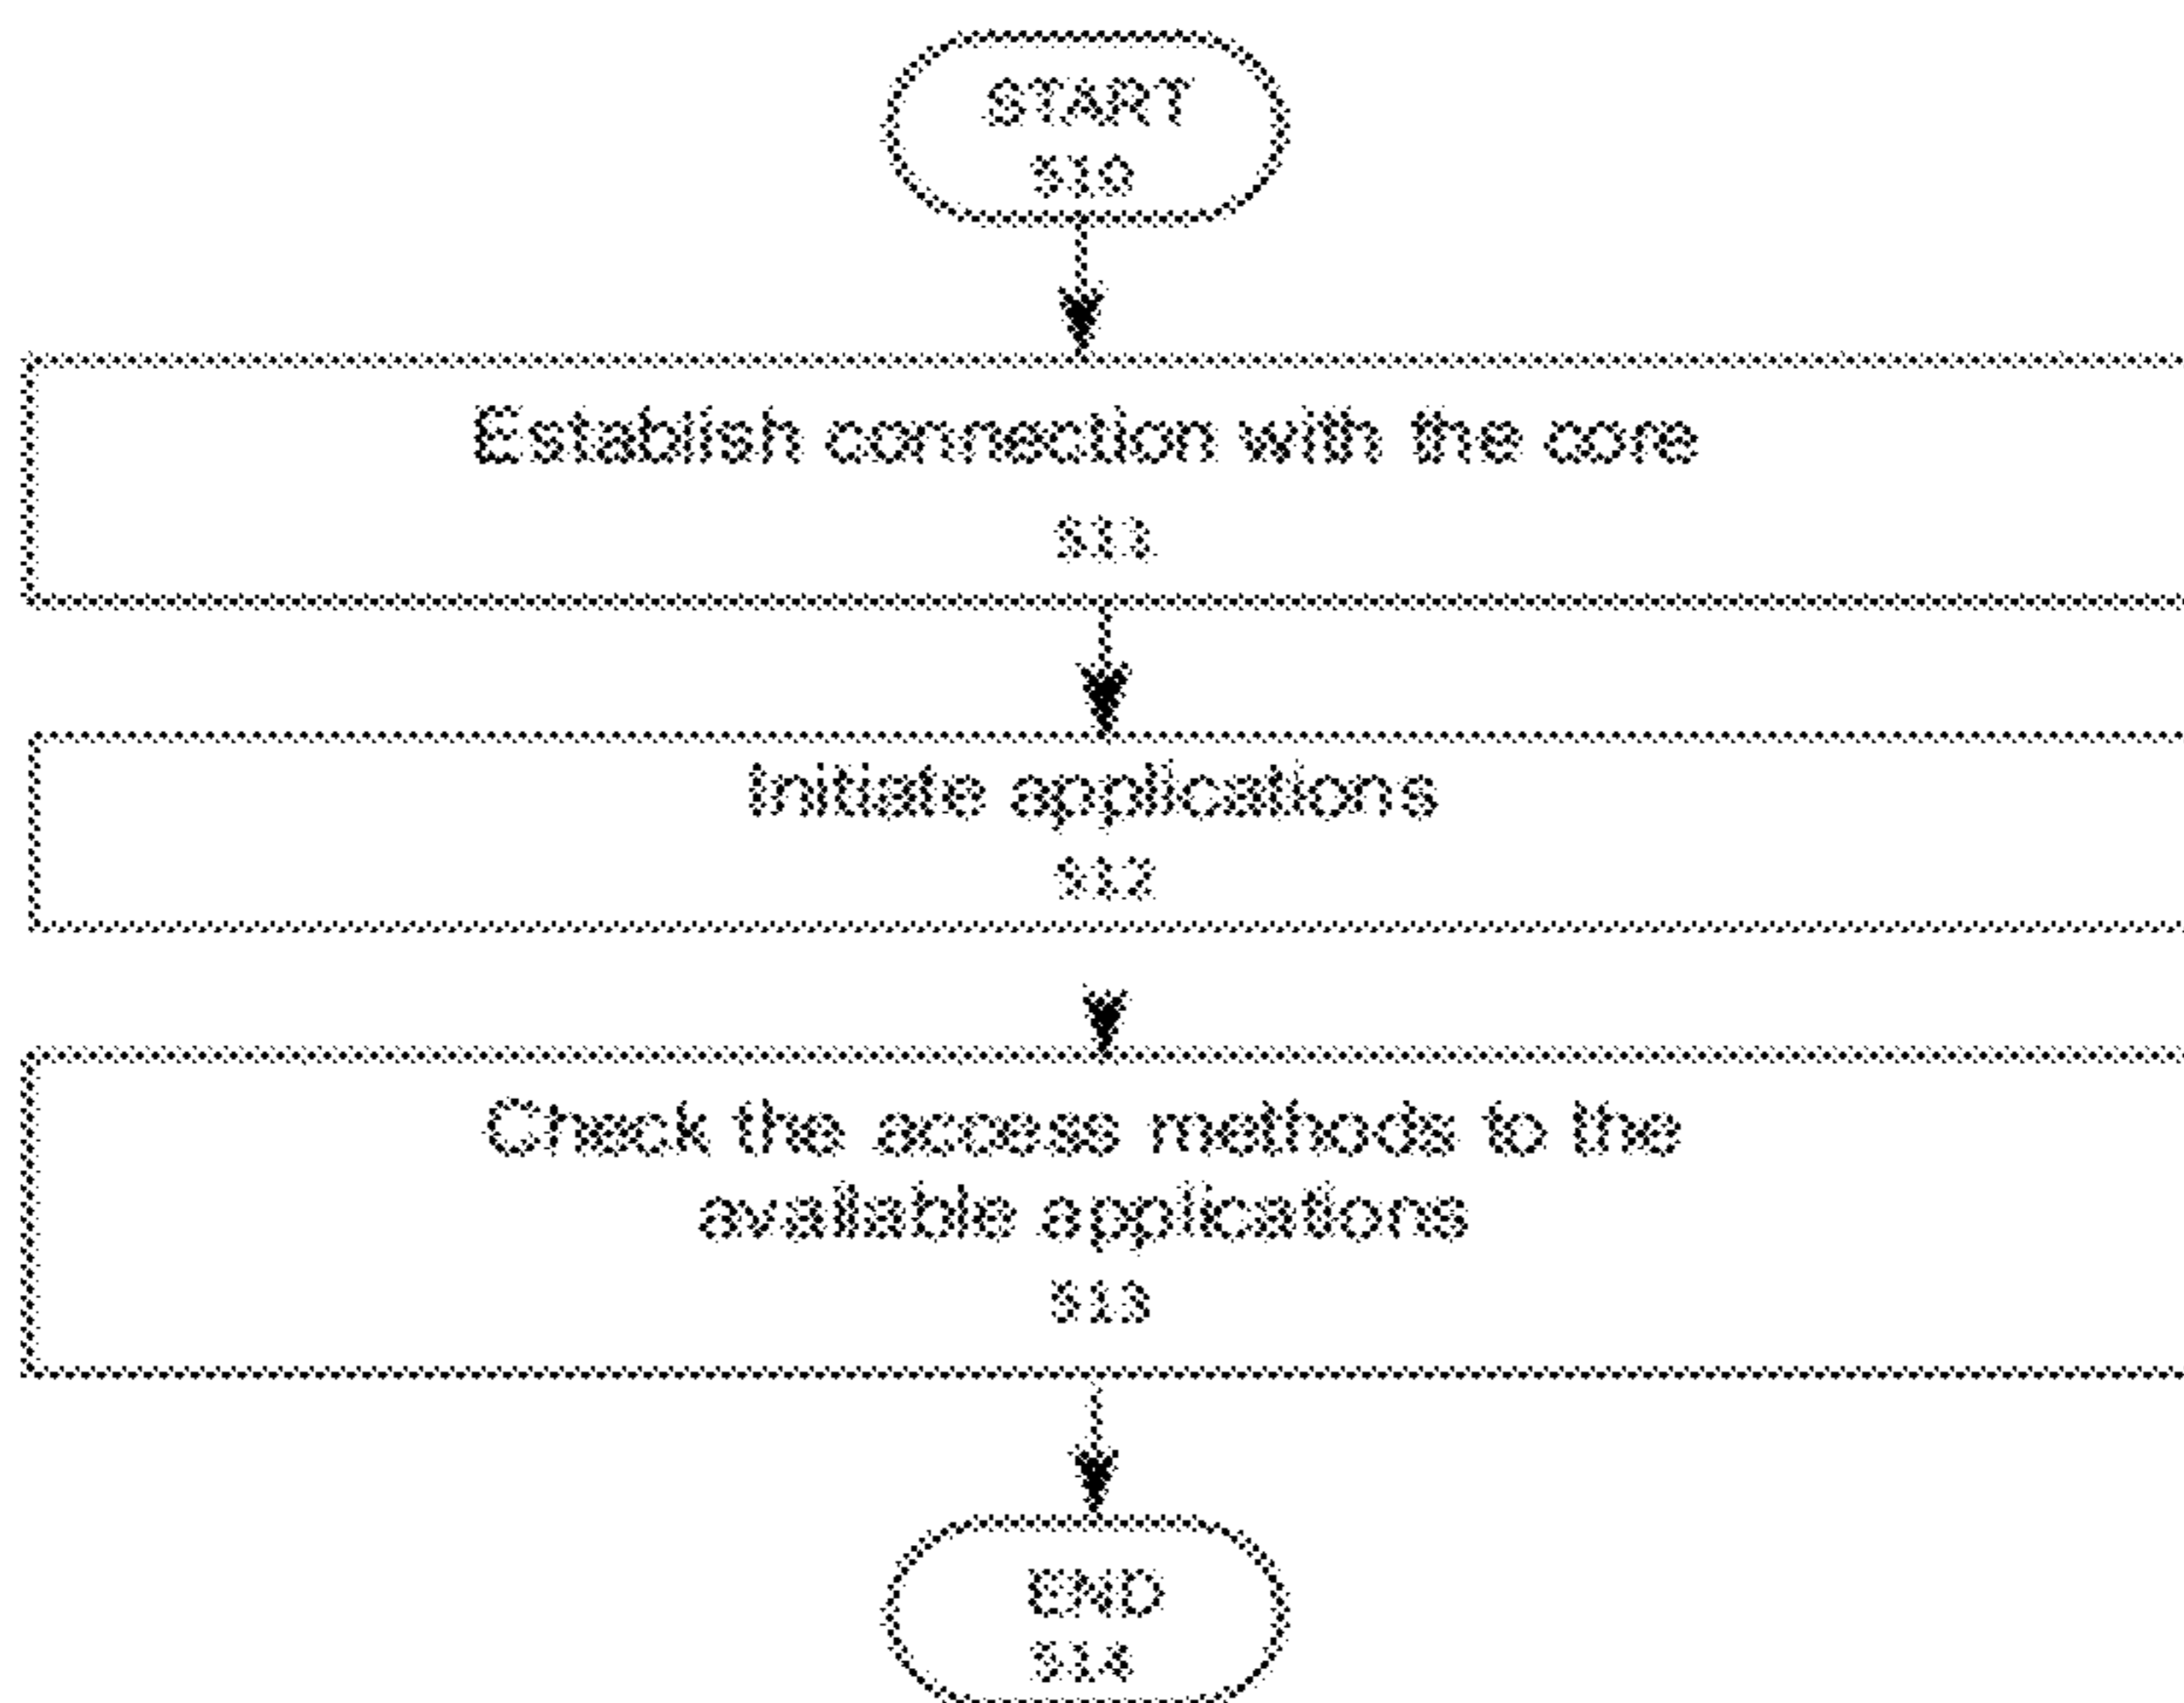 START
S10
Establish connection with the core
S11
Initiate applications
S12
Check the access methods to the
available applications
S13
END
S14